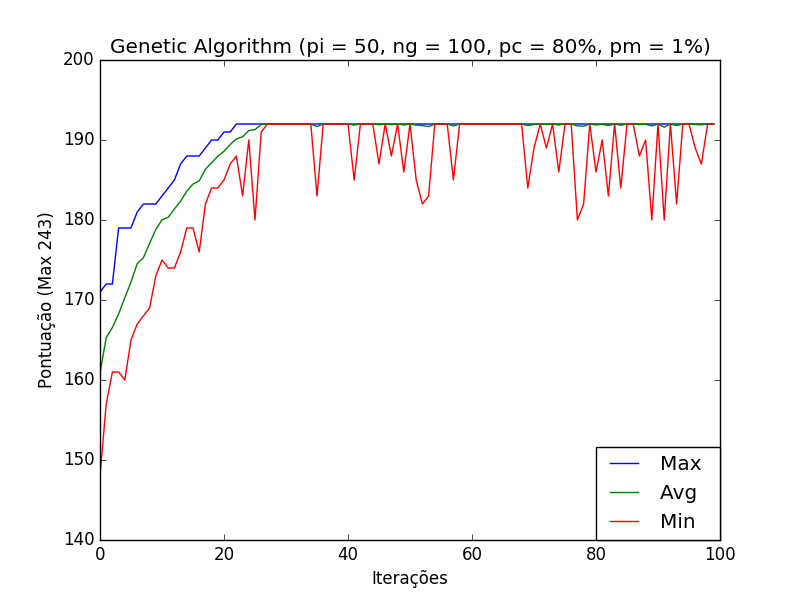 Genetic Algorithm (pi = 50, ng = 100, pc = 80%, pm = 1%)
200
190
180
170
160
150
140
Pontuação (Max 243)
Max
Avg
Min
0
20
40
60
80
100
Iterações